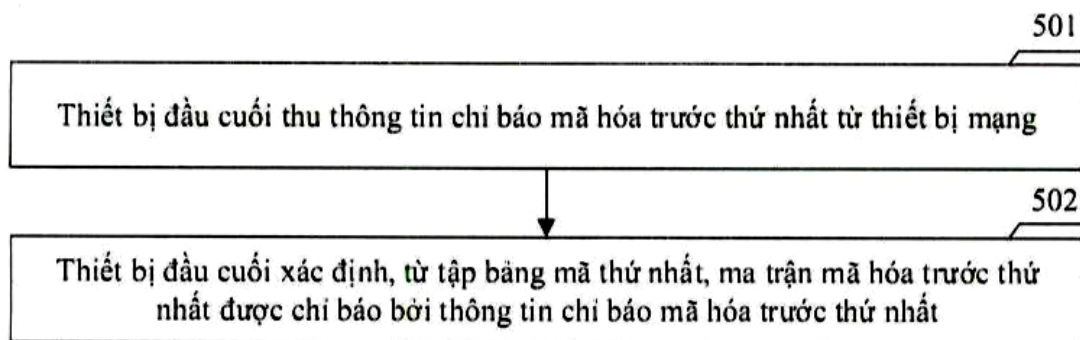 501
Thiết bị đầu cuối thu thông tin chỉ báo mã hóa trước thứ nhất từ thiết bị mạng
502
Thiết bị đầu cuối xác định, từ tập bảng mã thứ nhất, ma trận mã hóa trước thứ
nhất được chỉ báo bởi thông tin chỉ báo mã hóa trước thứ nhất